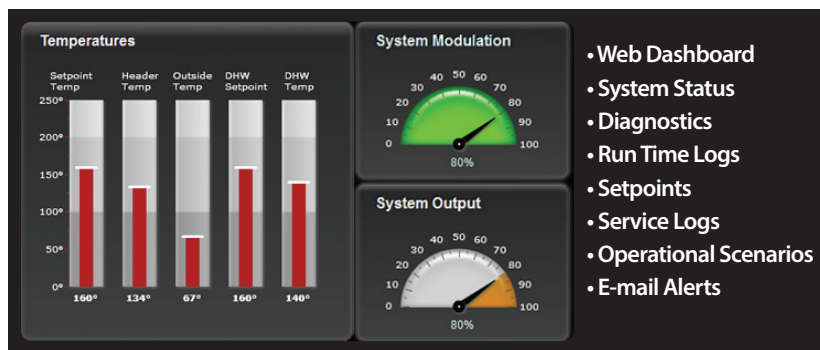 Temperatures
Setpoint Temp
Header Temp
Outside Temp
DHW Setpoint
DHW Temp
250°
200°
150°
100°
50°
0°
160° 134° 67° 160° 140°
System Modulation
0 10 20 30 40 50 60 70 80 90 100
80%
System Output
0 10 20 30 40 50 60 70 80 90 100
80%
• Web Dashboard
• System Status
• Diagnostics
• Run Time Logs
• Setpoints
• Service Logs
• Operational Scenarios
• E-mail Alerts